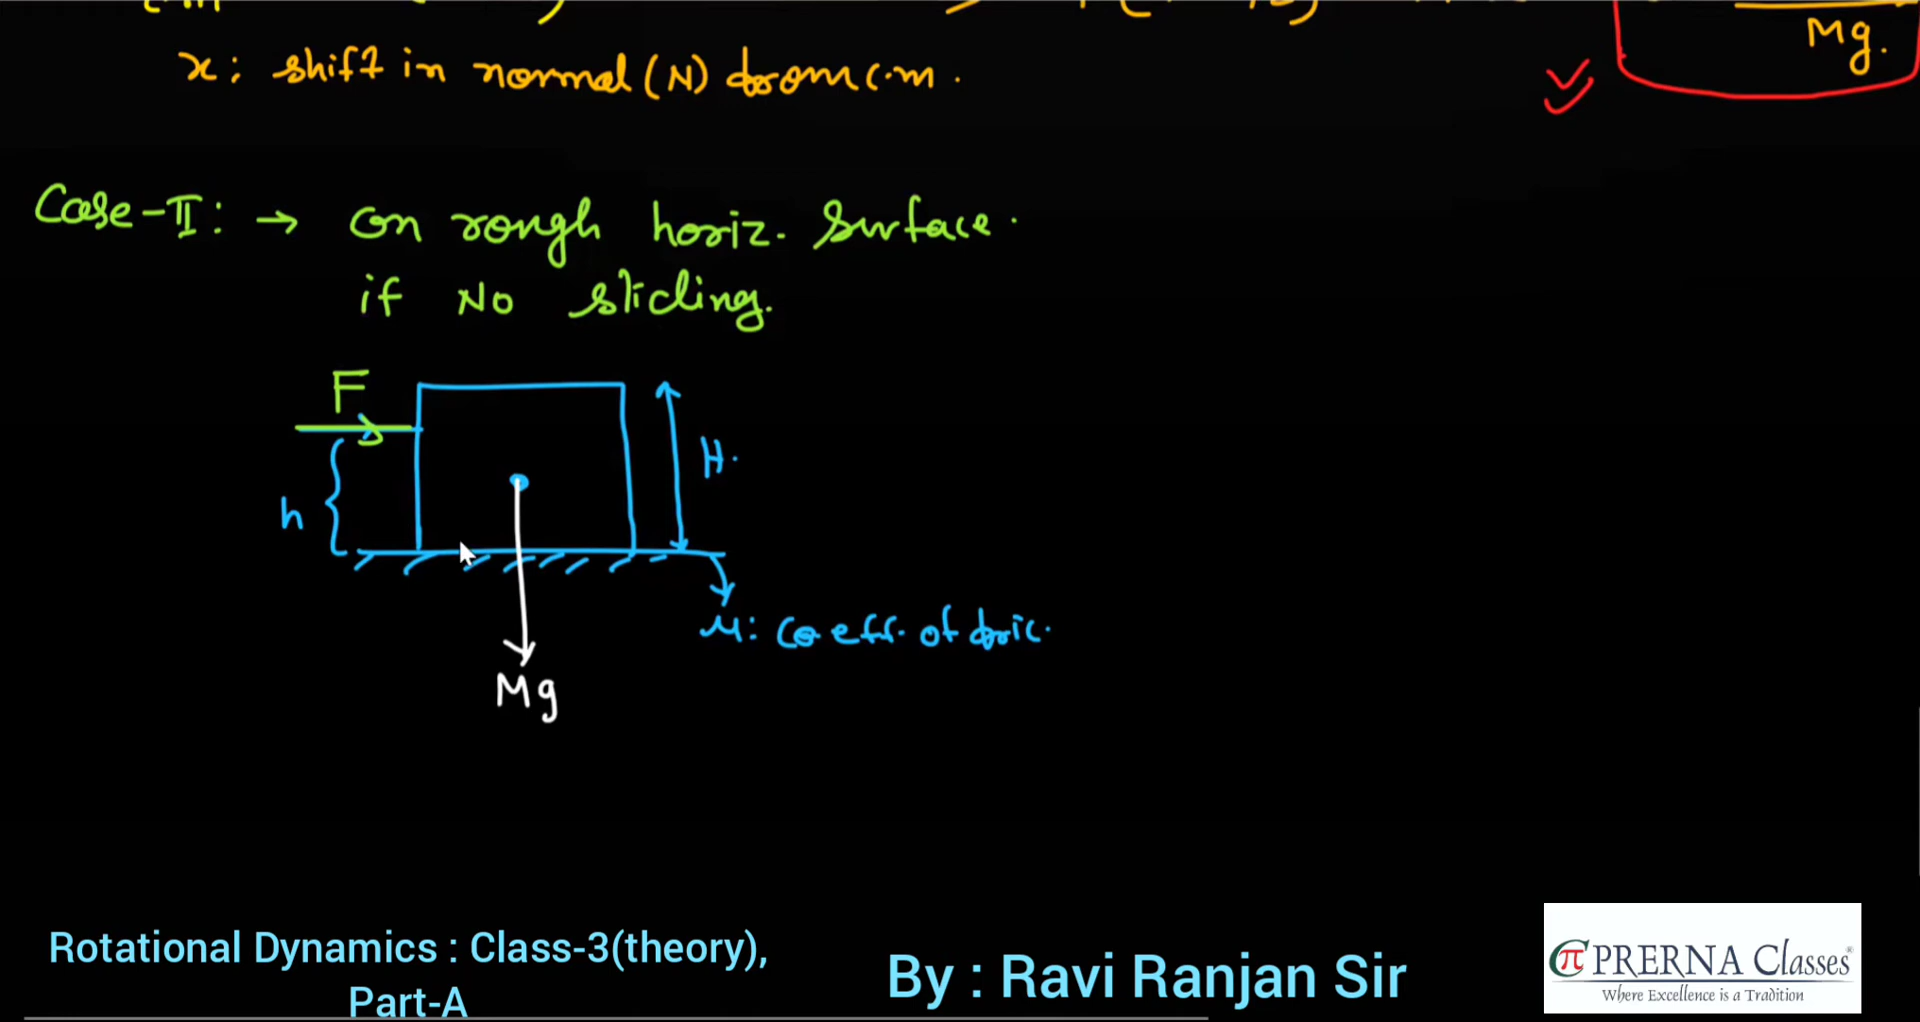 Mg.
x: shift in normal (N) from c.m.
Case-II: → on rough horiz. surface.
if No sliding.
F
H.
h
μ: coeff. of fric.
Mg
Rotational Dynamics : Class-3(theory),
Part-A
By : Ravi Ranjan Sir
π PRERNA Classes®
Where Excellence is a Tradition